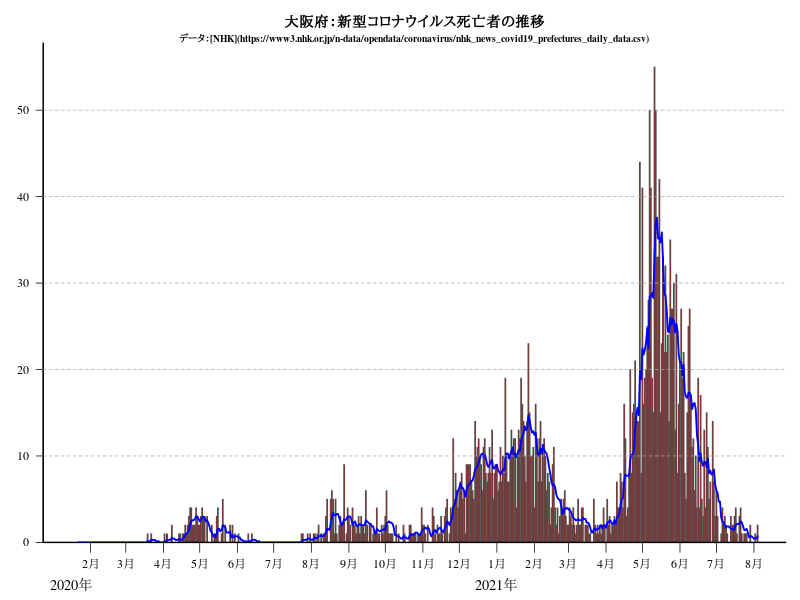 大阪府：新型コロナウイルス死亡者の推移
データ：[NHK](https://www3.nhk.or.jp/n-data/opendata/coronavirus/nhk_news_covid19_prefectures_daily_data.csv)
50
40
30
20
10
0
2月 3月 4月 5月 6月 7月 8月 9月 10月 11月 12月 1月 2月 3月 4月 5月 6月 7月 8月
2020年 2021年